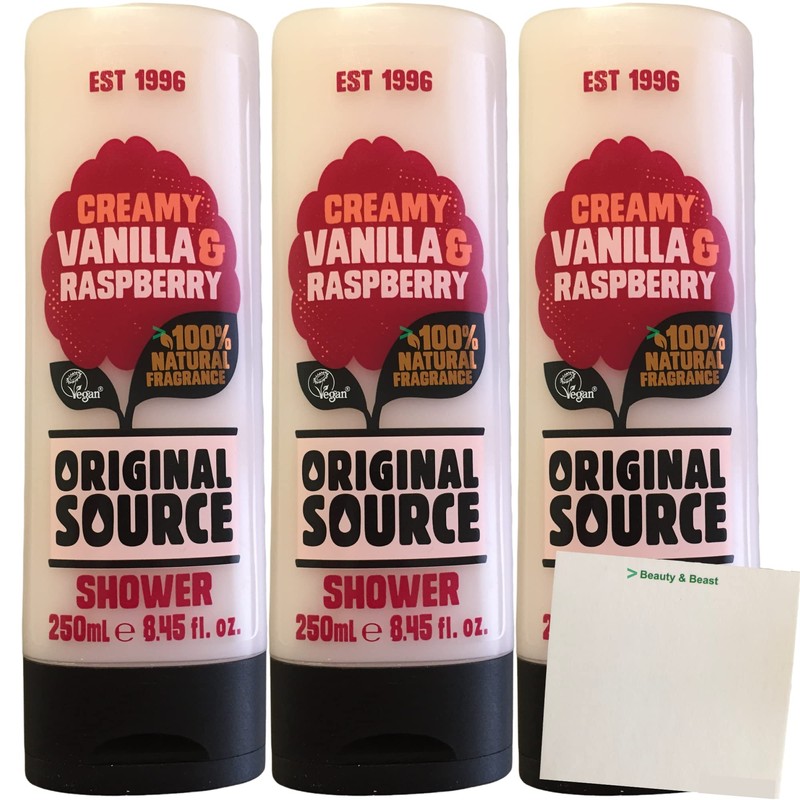 EST 1996
CREAMY
VANILLA &
RASPBERRY
100%
NATURAL
FRAGRANCE
Vegan
ORIGINAL
SOURCE
SHOWER
250mL e 8.45 fl. oz.
EST 1996
CREAMY
VANILLA &
RASPBERRY
100%
NATURAL
FRAGRANCE
Vegan
ORIGINAL
SOURCE
SHOWER
250mL e 8.45 fl. oz.
EST 1996
CREAMY
VANILLA &
RASPBERRY
100%
NATURAL
FRAGRANCE
Vegan
ORIGINAL
SOURCE
> Beauty & Beast